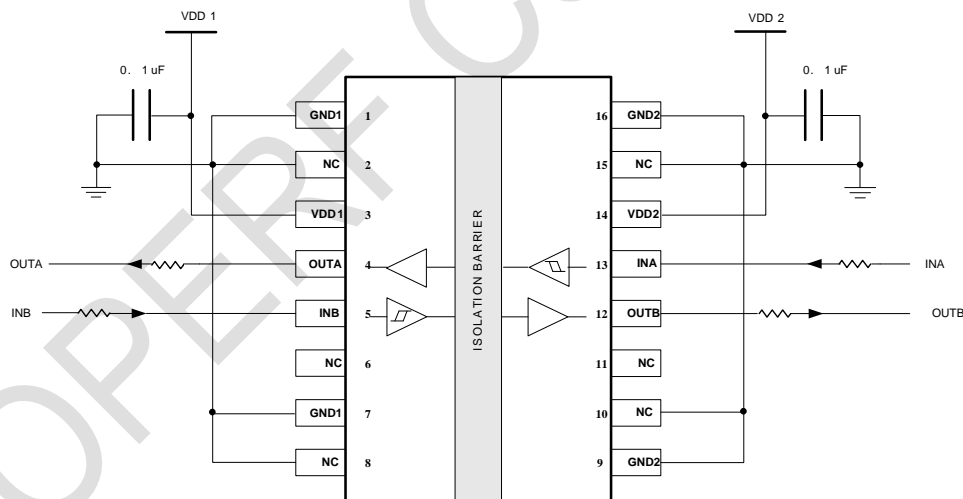 VDD 1
VDD 2
0. 1 uF
0. 1 uF
GND1 1
16 GND2
NC 2
15 NC
VDD1 3
14 VDD2
OUTA
OUTA 4
13 INA
INA
INB
INB 5
12 OUTB
OUTB
NC 6
11 NC
GND1 7
10 NC
NC 8
9 GND2
ISOLATION BARRIER
OPERF CO